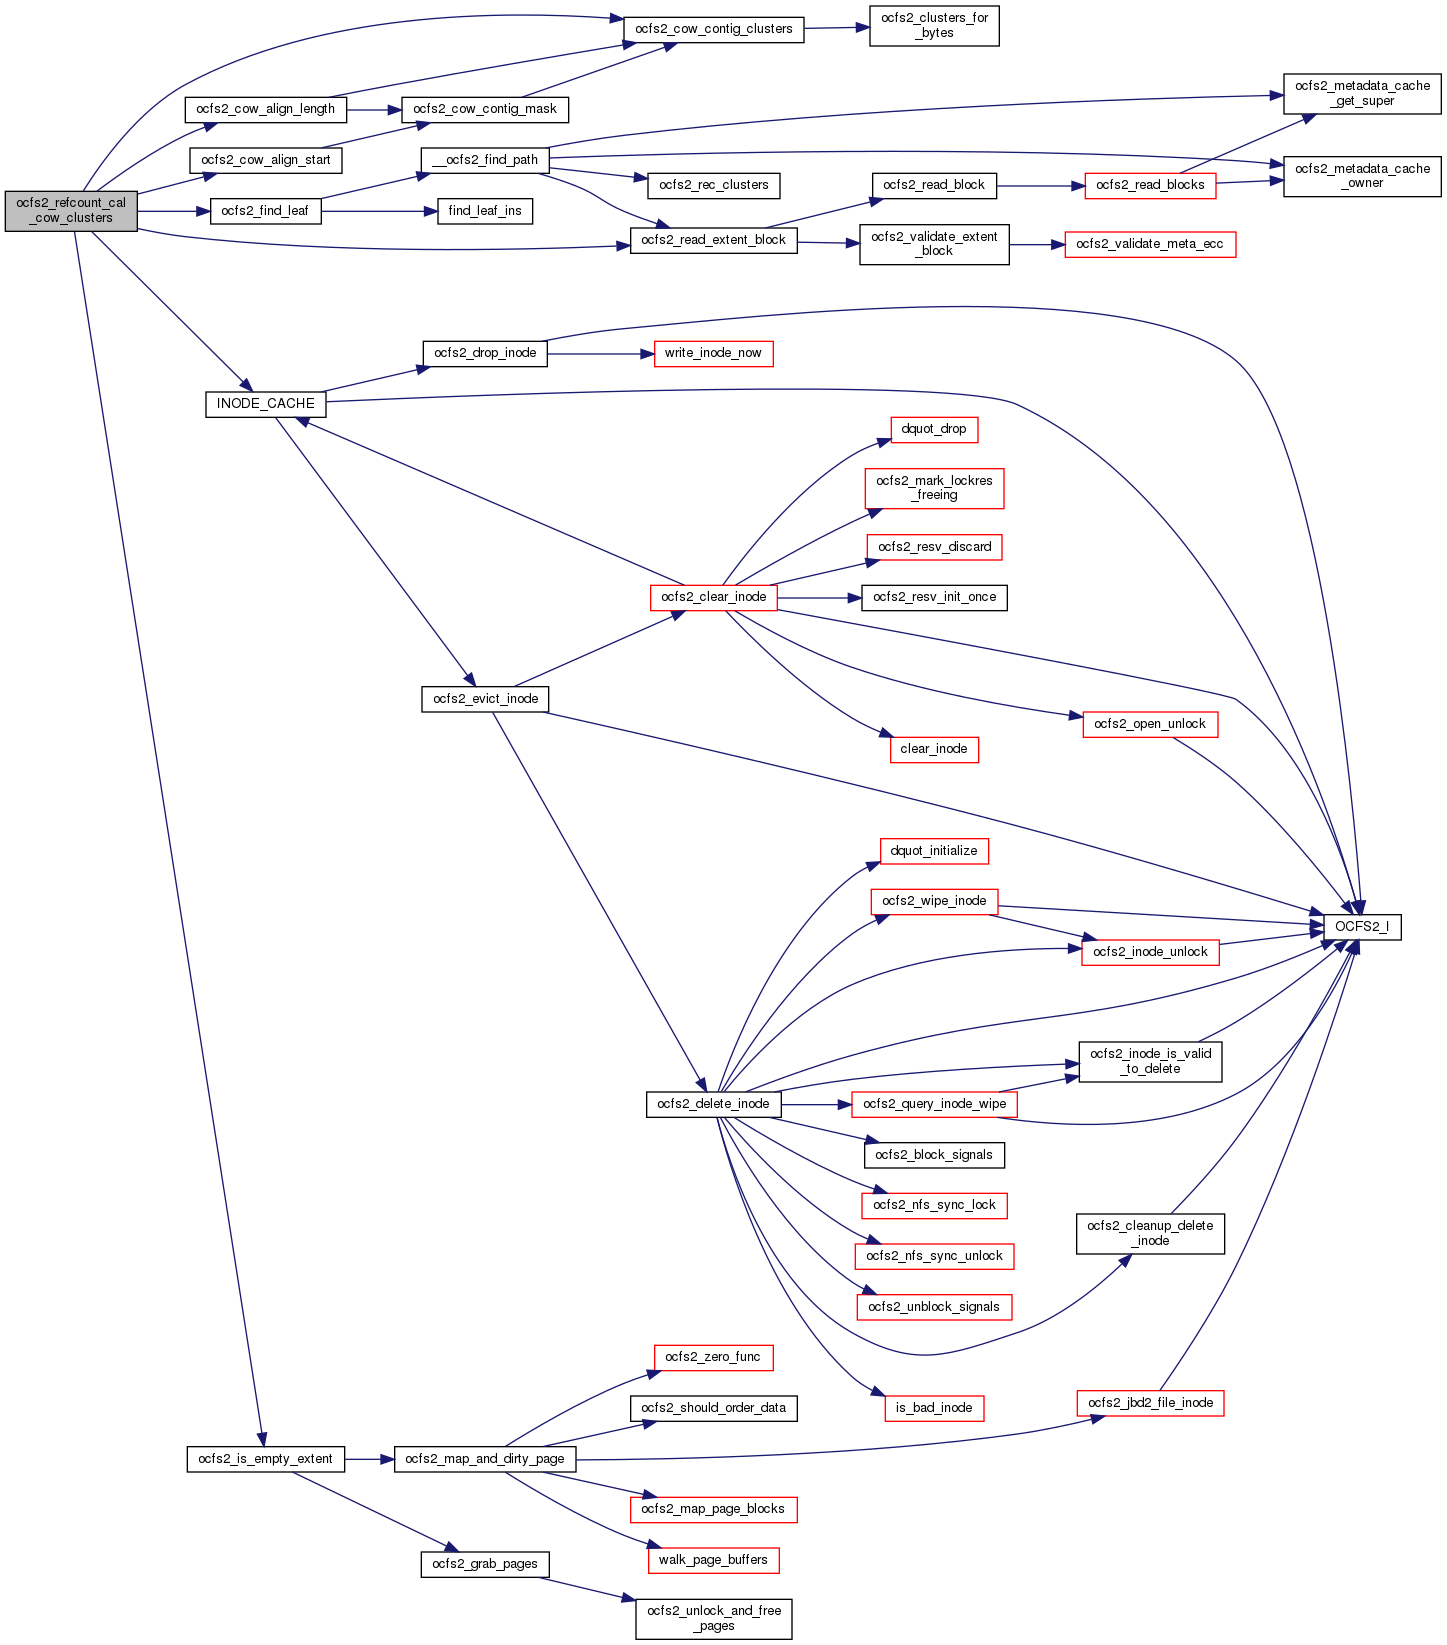 ocfs2_refcount_cal
_cow_clusters
ocfs2_cow_contig_clusters
ocfs2_clusters_for
_bytes
ocfs2_cow_align_length
ocfs2_cow_contig_mask
ocfs2_cow_align_start
ocfs2_find_leaf
__ocfs2_find_path
find_leaf_ins
ocfs2_rec_clusters
ocfs2_read_extent_block
ocfs2_read_block
ocfs2_validate_extent
_block
ocfs2_read_blocks
ocfs2_validate_meta_ecc
ocfs2_metadata_cache
_get_super
ocfs2_metadata_cache
_owner
INODE_CACHE
ocfs2_drop_inode
write_inode_now
ocfs2_evict_inode
ocfs2_clear_inode
dquot_drop
ocfs2_mark_lockres
_freeing
ocfs2_resv_discard
ocfs2_resv_init_once
ocfs2_open_unlock
clear_inode
OCFS2_I
ocfs2_delete_inode
dquot_initialize
ocfs2_wipe_inode
ocfs2_inode_unlock
ocfs2_inode_is_valid
_to_delete
ocfs2_query_inode_wipe
ocfs2_block_signals
ocfs2_nfs_sync_lock
ocfs2_nfs_sync_unlock
ocfs2_unblock_signals
ocfs2_cleanup_delete
_inode
is_bad_inode
ocfs2_is_empty_extent
ocfs2_map_and_dirty_page
ocfs2_zero_func
ocfs2_should_order_data
ocfs2_jbd2_file_inode
ocfs2_map_page_blocks
walk_page_buffers
ocfs2_grab_pages
ocfs2_unlock_and_free
_pages